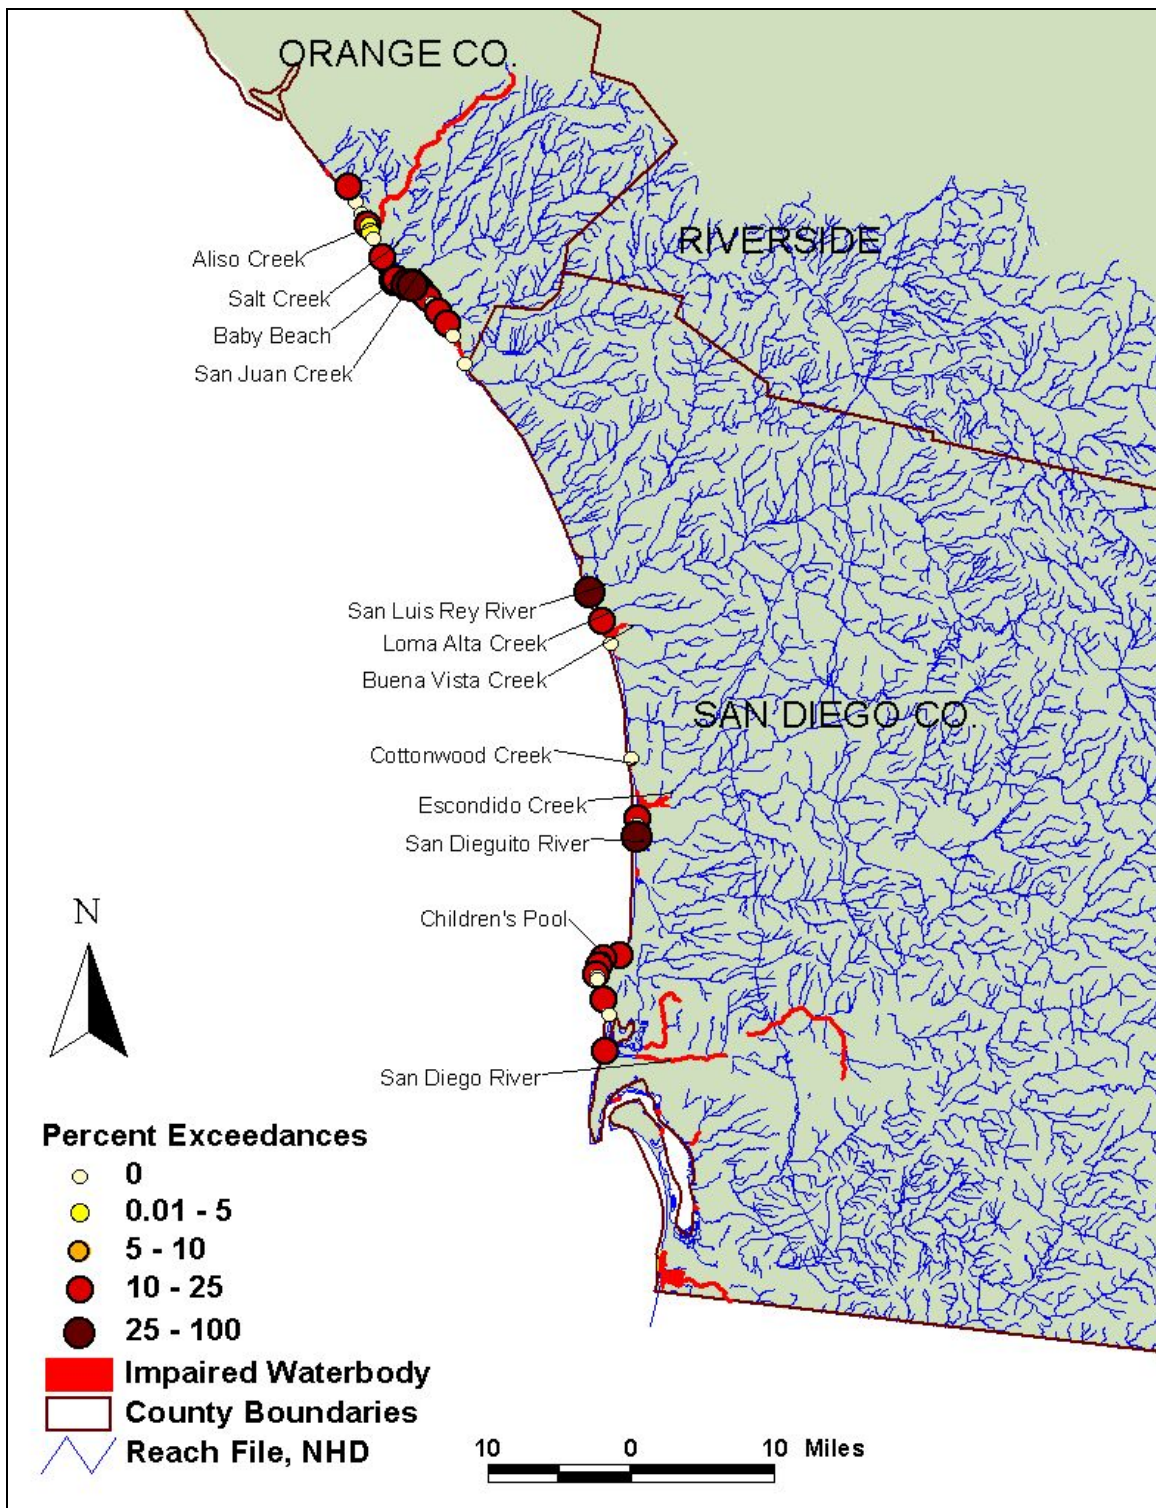 ORANGE CO.
RIVERSIDE
Aliso Creek
Salt Creek
Baby Beach
San Juan Creek
San Luis Rey River
Loma Alta Creek
Buena Vista Creek
SAN DIEGO CO.
Cottonwood Creek
Escondido Creek
San Dieguito River
Children's Pool
N
San Diego River
Percent Exceedances
0
0.01 - 5
5 - 10
10 - 25
25 - 100
Impaired Waterbody
County Boundaries
Reach File, NHD
10 0 10 Miles